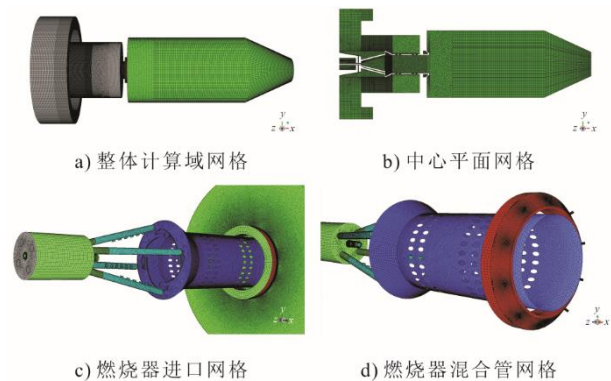 y
z x
y
z x
a) 整体计算域网格
b) 中心平面网格
y
z x
y
z x
c) 燃烧器进口网格
d) 燃烧器混合管网格